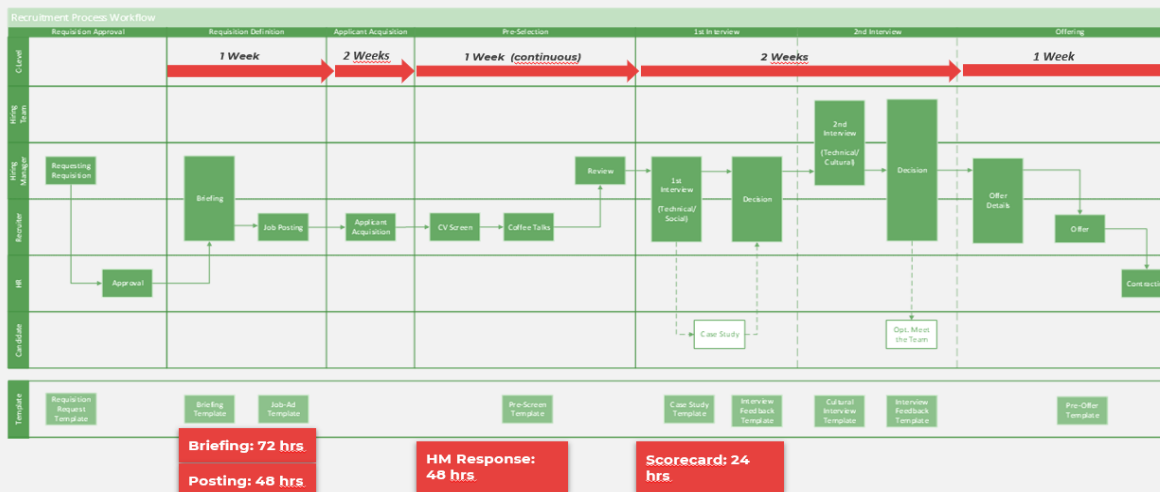 Recruitment Process Workflow
Requisition Approval
Requisition Definition
Applicant Acquisition
Pre-Selection
1st Interview
2nd Interview
Offering
C-Level
1 Week
2 Weeks
1 Week (continuous)
2 Weeks
1 Week
Hiring
Team
Hiring
Manager
Recruiter
HR
Candidate
Template
Requesting
Requisition
Approval
Briefing
Job Posting
Applicant
Acquisition
CV Screen
Coffee Talks
Review
1st
Interview
(Technical/
Social)
Decision
Case Study
2nd
Interview
(Technical/
Cultural)
Decision
Opt. Meet
the Team
Offer
Details
Offer
Requisition
Request
Template
Briefing
Template
Job-Ad
Template
Pre-Screen
Template
Case Study
Template
Interview
Feedback
Template
Cultural
Interview
Template
Interview
Feedback
Template
Pre-Offer
Template
Briefing: 72 hrs
Posting: 48 hrs
HM Response:
48 hrs
Scorecard: 24
hrs